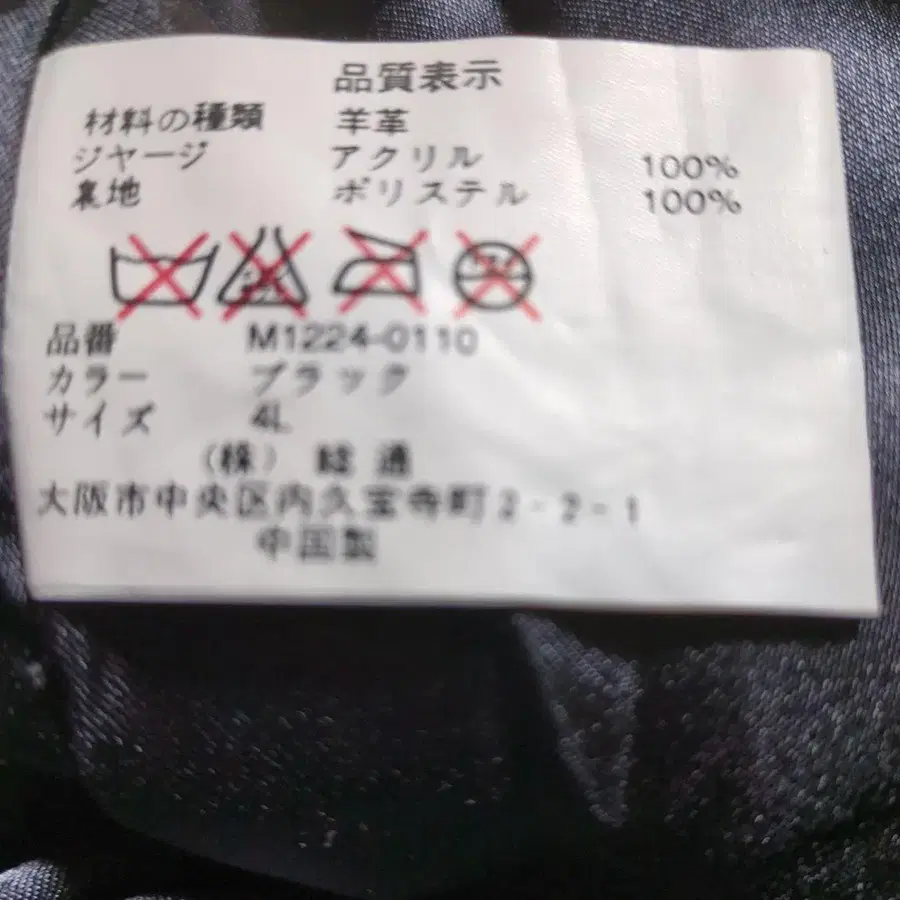 品質表示
材料の種類 羊革
ジヤージ アクリル 100%
裏地 ポリステル 100%
品番 M1224-0110
カラー ブラック
サイズ 4L
(株) 総通
大阪市中央区内久宝寺町2-2-1
中国製